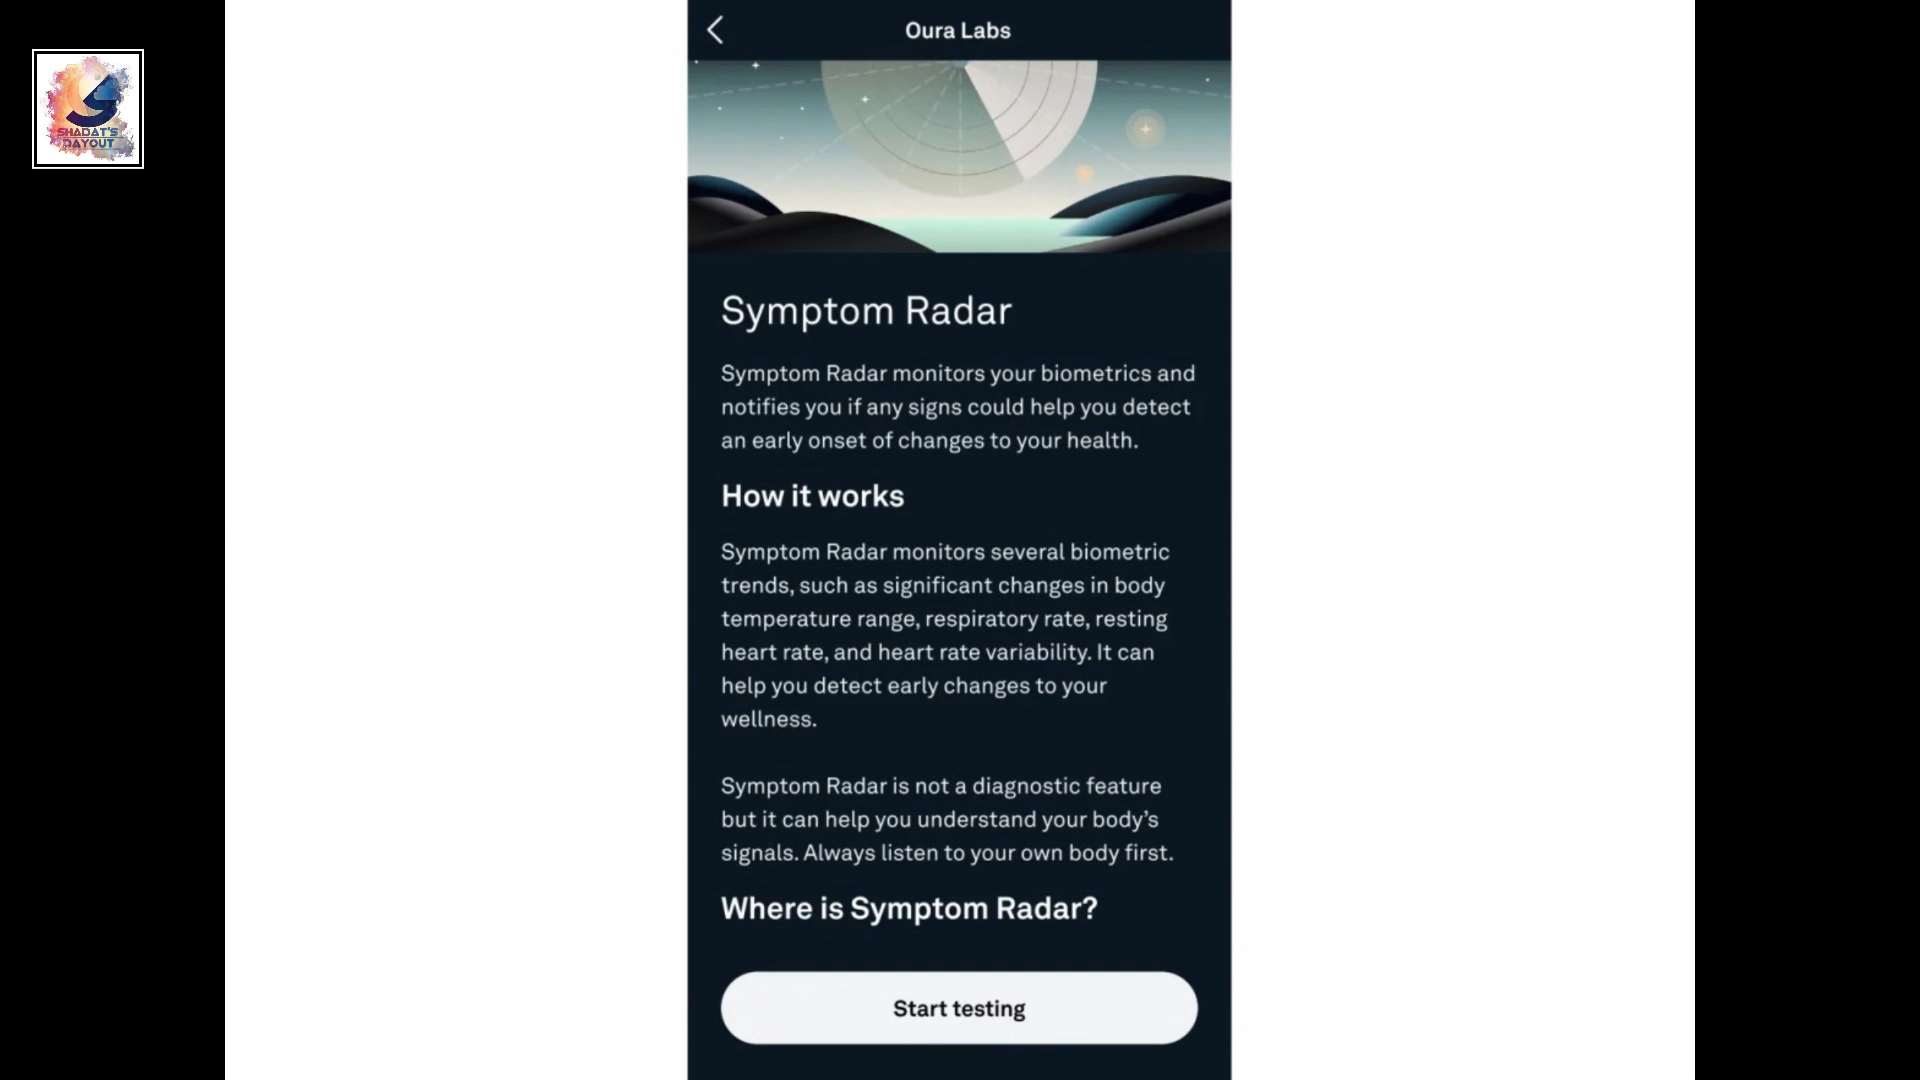 Oura Labs
SHADAT'S
DAYOUT
Symptom Radar
Symptom Radar monitors your biometrics and
notifies you if any signs could help you detect
an early onset of changes to your health.
How it works
Symptom Radar monitors several biometric
trends, such as significant changes in body
temperature range, respiratory rate, resting
heart rate, and heart rate variability. It can
help you detect early changes to your
wellness.
Symptom Radar is not a diagnostic feature
but it can help you understand your body’s
signals. Always listen to your own body first.
Where is Symptom Radar?
Start testing